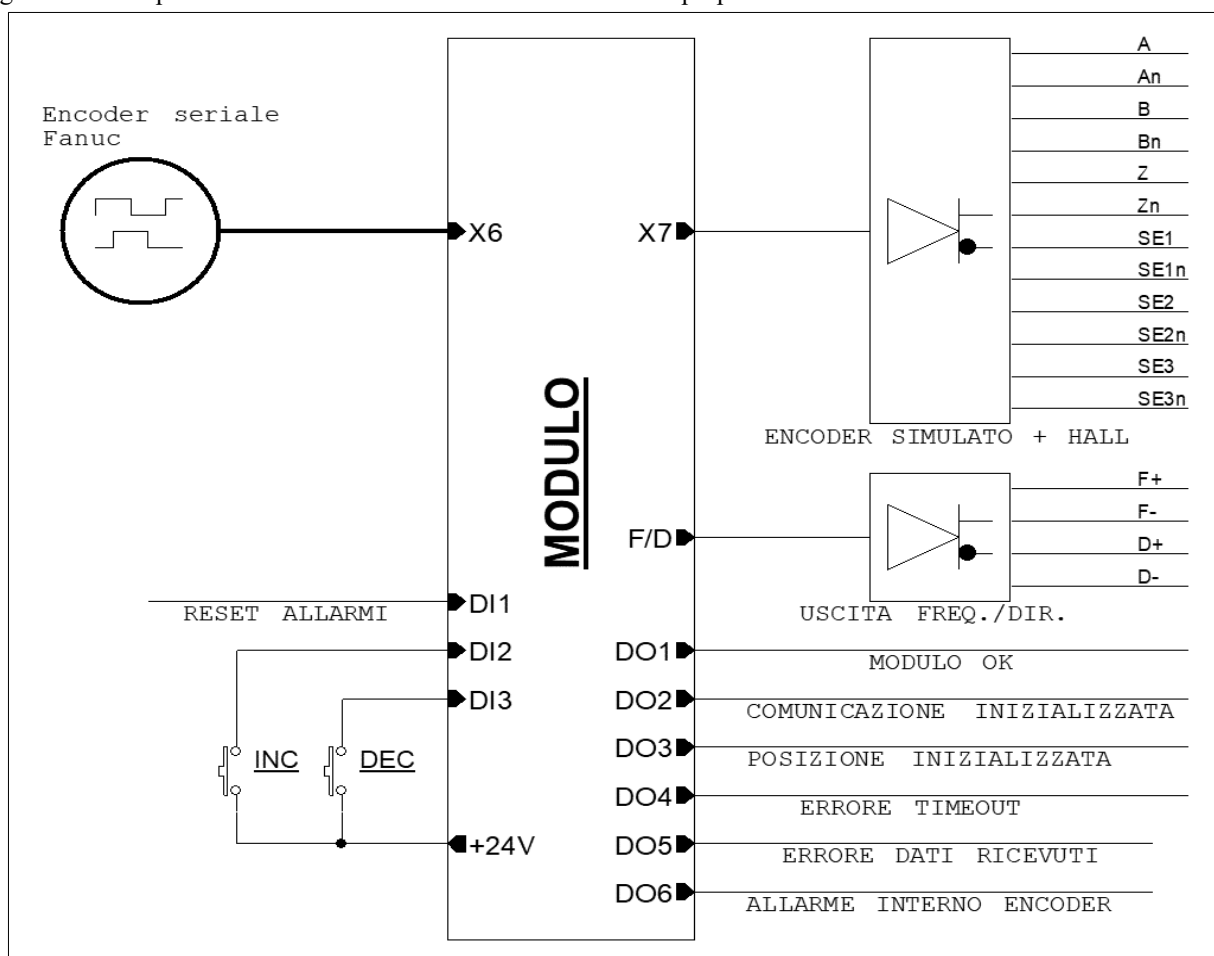 Encoder seriale
Fanuc
X6
X7
A
An
B
Bn
Z
Zn
SE1
SE1n
SE2
SE2n
SE3
SE3n
ENCODER SIMULATO + HALL
MODULO
F/D
F+
F-
D+
D-
USCITA FREQ./DIR.
DI1
RESET ALLARMI
DI2
DI3
INC
DEC
+24V
DO1
MODULO OK
DO2
COMUNICAZIONE INIZIALIZZATA
DO3
POSIZIONE INIZIALIZZATA
DO4
ERRORE TIMEOUT
DO5
ERRORE DATI RICEVUTI
DO6
ALLARME INTERNO ENCODER